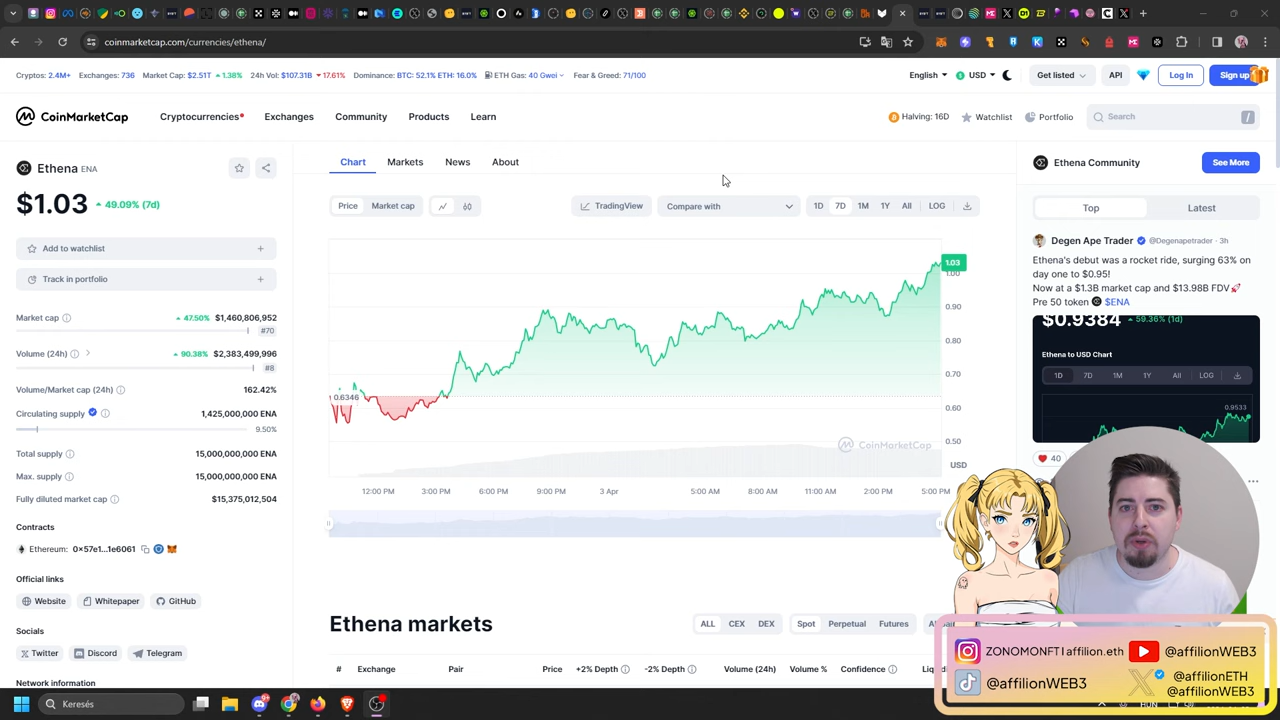 coinmarketcap.com/currencies/ethena/
Cryptos: 2.4M+ Exchanges: 736 Market Cap: $2.51T 1.38% 24h Vol: $107.31B 17.61% Dominance: BTC: 52.1% ETH: 16.0% ETH Gas: 40 Gwei Fear & Greed: 71/100
English USD Get listed API Log In Sign up
CoinMarketCap Cryptocurrencies Exchanges Community Products Learn Halving: 16D Watchlist Portfolio Search /
Ethena ENA
$1.03 49.09% (7d)
Add to watchlist +
Track in portfolio +
Market cap 47.50% $1,460,806,952
#70
Volume (24h) 90.38% $2,383,499,996
#8
Volume/Market cap (24h) 162.42%
Circulating supply 1,425,000,000 ENA
9.50%
Total supply 15,000,000,000 ENA
Max. supply 15,000,000,000 ENA
Fully diluted market cap $15,375,012,504
Contracts
Ethereum: 0x57e1...1e6061
Official links
Website Whitepaper GitHub
Socials
Twitter Discord Telegram
Network information
Chart Markets News About
Price Market cap TradingView Compare with 1D 7D 1M 1Y All LOG
1.03
1.00
0.90
0.80
0.70
0.6346
0.60
0.50
CoinMarketCap
USD
12:00 PM 3:00 PM 6:00 PM 9:00 PM 3 Apr 5:00 AM 8:00 AM 11:00 AM 2:00 PM 5:00 PM
Ethena markets ALL CEX DEX Spot Perpetual Futures
# Exchange Pair Price +2% Depth -2% Depth Volume (24h) Volume % Confidence
Ethena Community See More
Top Latest
Degen Ape Trader @Degenapetrader · 3h
Ethena's debut was a rocket ride, surging 63% on
day one to $0.95!
Now at a $1.3B market cap and $13.98B FDV🚀
Pre 50 token $ENA
$0.9384 59.36% (1d)
Ethena to USD Chart
1D 7D 1M 1Y All LOG
0.9533
40
ZONOMONFT | affilion.eth @affilionWEB3
@affilionWEB3 @affilionETH
@affilionWEB3
Keresés
HUN